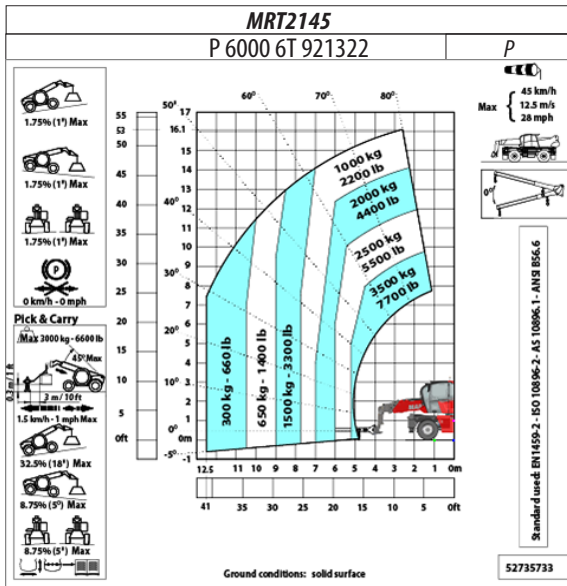 MRT2145
P 6000 6T 921322
P
1.75% (1°) Max
1.75% (1°) Max
1.75% (1°) Max
P
0 km/h - 0 mph
Pick & Carry
Max 3000 kg - 6600 lb
45° Max
0.3 m / 1 ft
3 m / 10 ft
1.5 km/h - 1 mph Max
32.5% (18°) Max
8.75% (5°) Max
8.75% (5°) Max
55
53
50
45
40
35
30
25
20
15
10
5
0ft
17
16.1
15
14
13
12
11
10
9
8
7
6
5
4
3
2
1
0m
-1
50°
60°
70°
80°
40°
30°
20°
10°
0°
-5°
1000 kg
2200 lb
2000 kg
4400 lb
2500 kg
5500 lb
3500 kg
7700 lb
300 kg - 660 lb
650 kg - 1400 lb
1500 kg - 3300 lb
12.5 11 10 9 8 7 6 5 4 3 2 1 0m
41 35 30 25 20 15 10 5 0ft
Ground conditions: solid surface
Max
45 km/h
12.5 m/s
28 mph
0°
Standard used: EN1459-2 - ISO 10896-2 - AS 10896.1 - ANSI B56.6
52735733